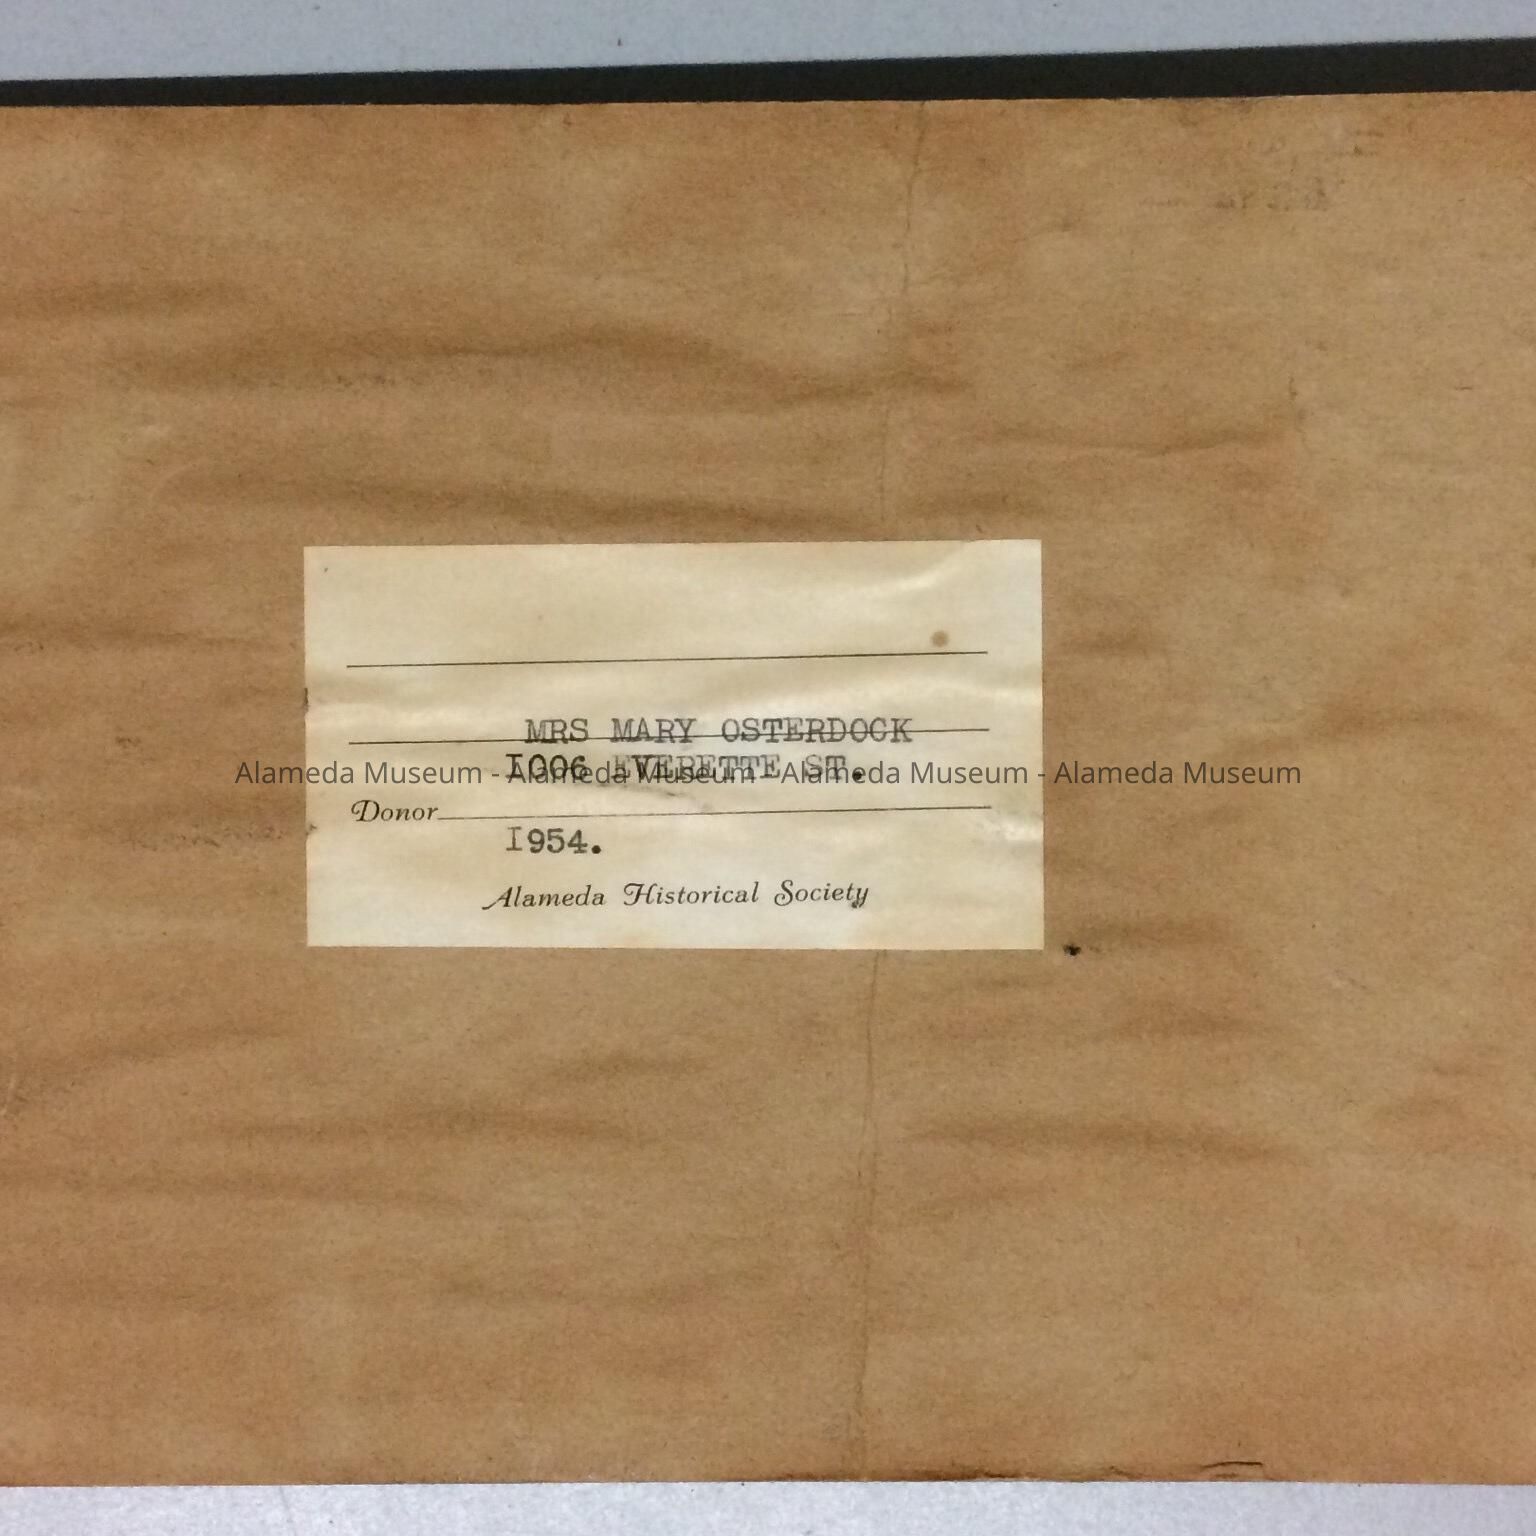 MRS MARY OSTERDOCK
1006 EVERETTE ST.
Alameda Museum - Alameda Museum - Alameda Museum - Alameda Museum
Donor
1954.
Alameda Historical Society